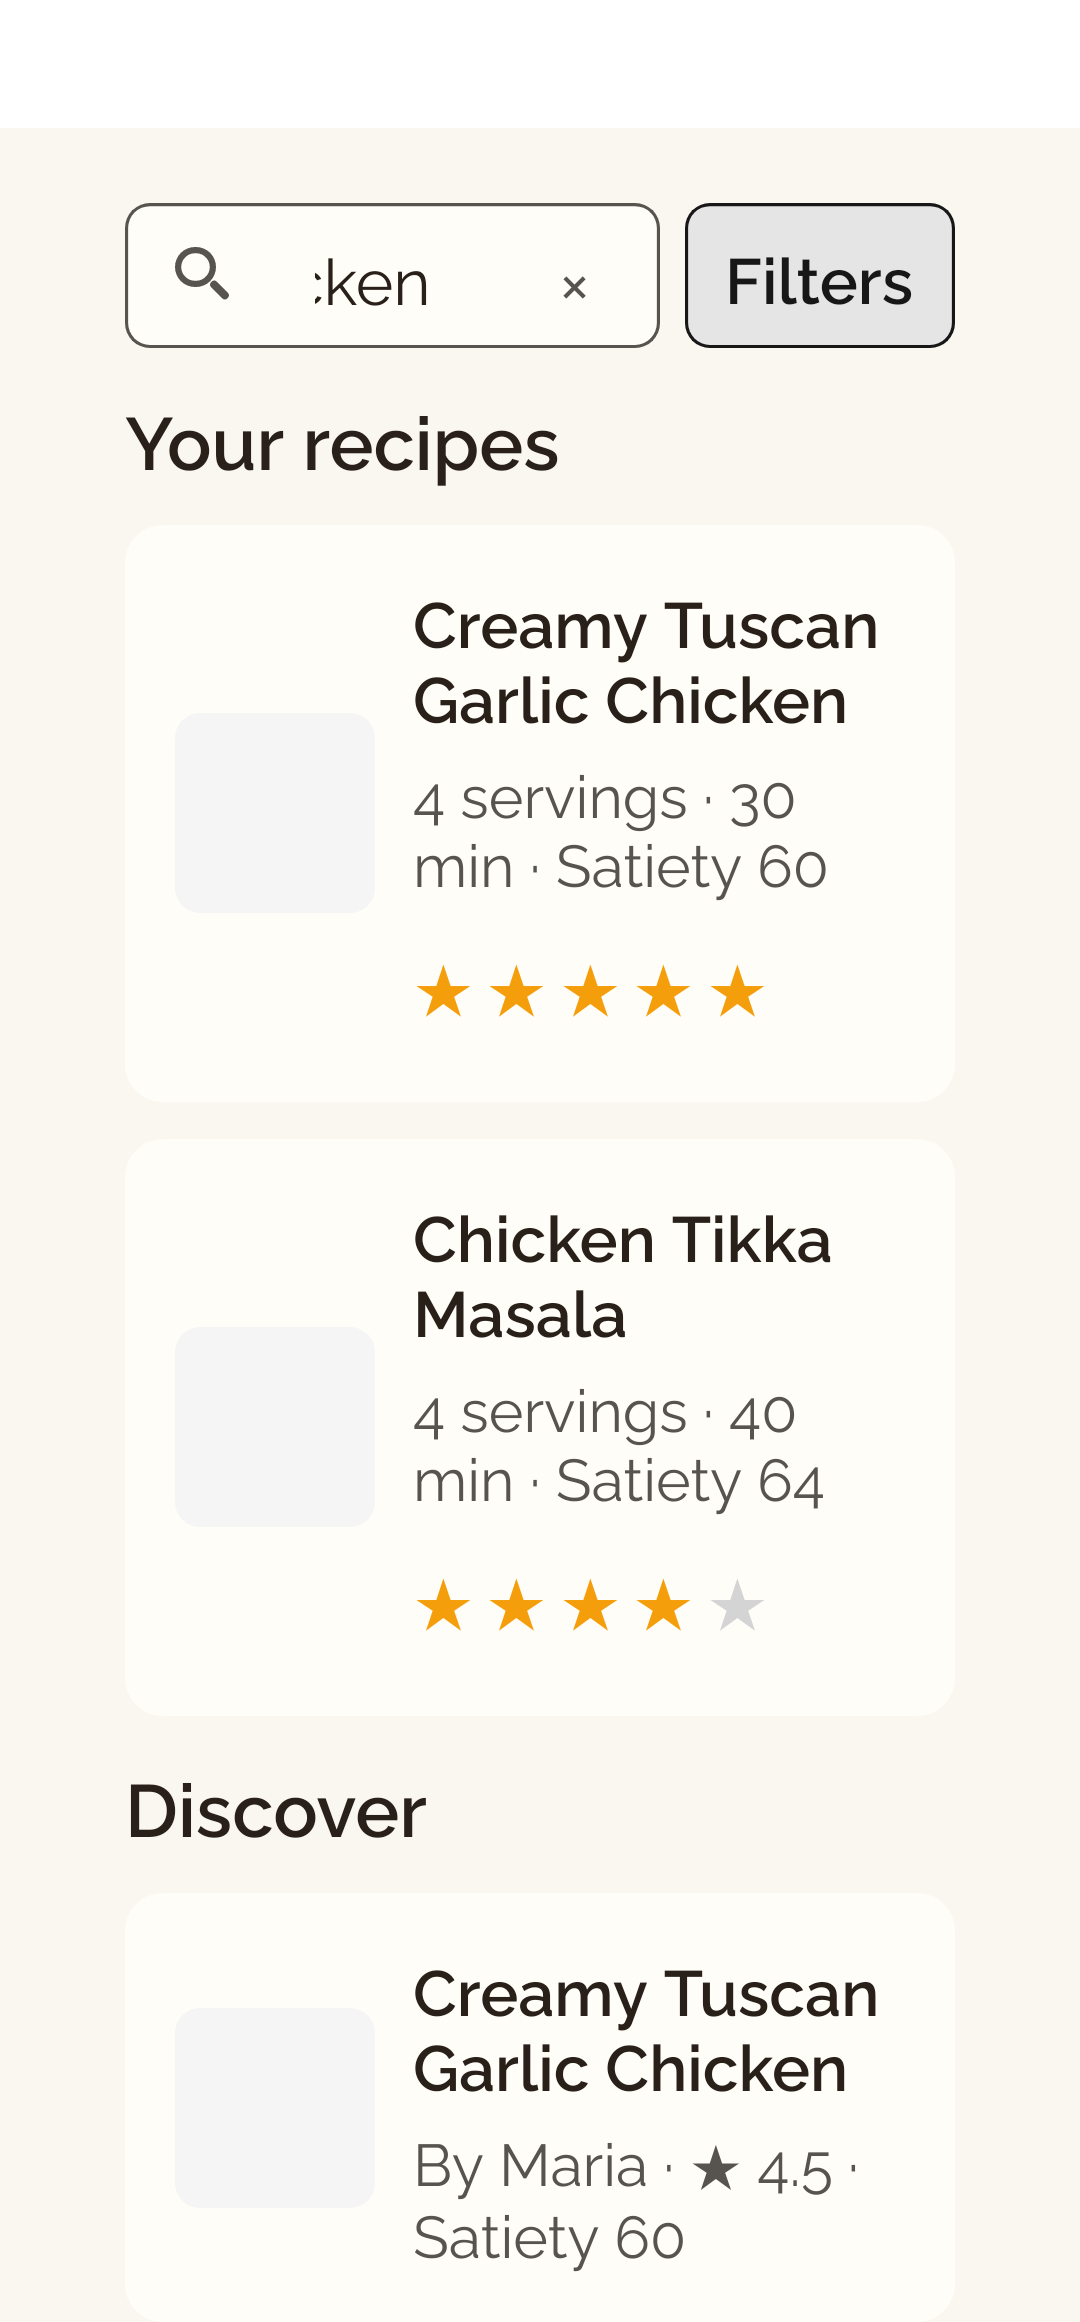 cken ×
Filters
Your recipes
Creamy Tuscan
Garlic Chicken
4 servings · 30
min · Satiety 60
★★★★★
Chicken Tikka
Masala
4 servings · 40
min · Satiety 64
★★★★★
Discover
Creamy Tuscan
Garlic Chicken
By Maria · ★ 4.5 ·
Satiety 60